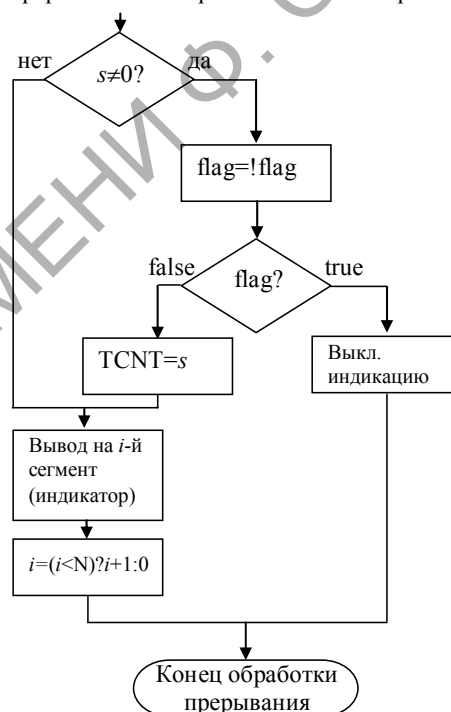 нет
да
s≠0?
flag=!flag
false
true
flag?
TCNT=s
Выкл.
индикацию
Вывод на i-й
сегмент
(индикатор)
i=(i<N)?i+1:0
Конец обработки
прерывания
МЕНИ Ф. С